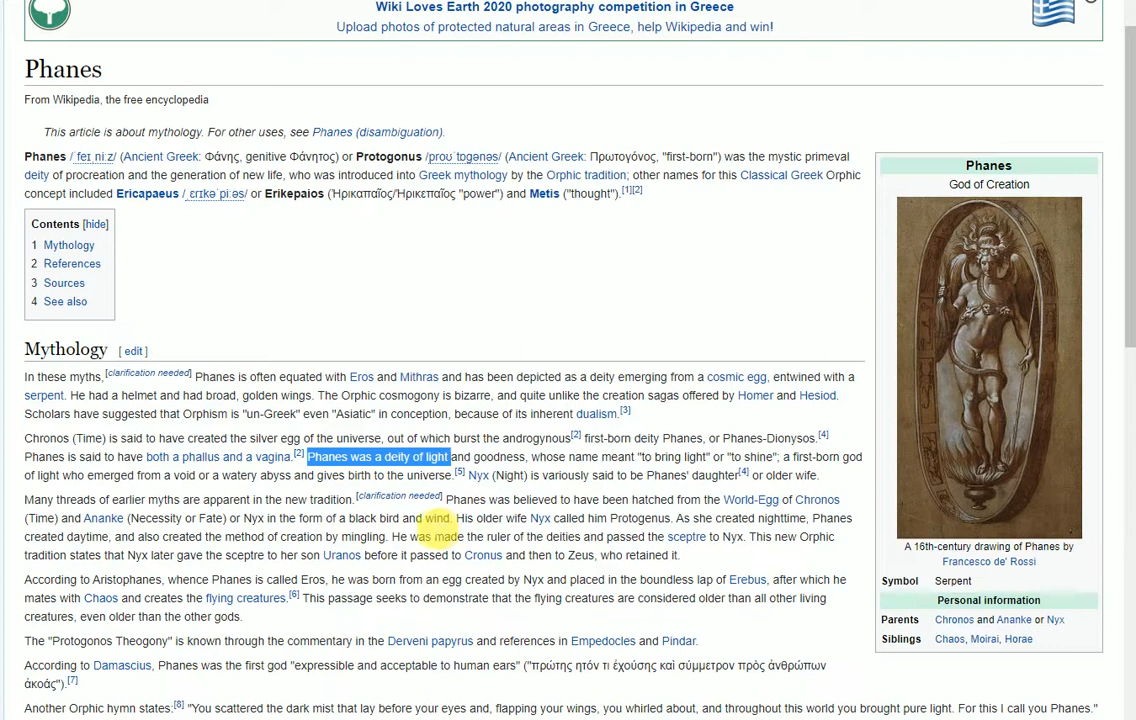 Wiki Loves Earth 2020 photography competition in Greece
Upload photos of protected natural areas in Greece, help Wikipedia and win!
Phanes
From Wikipedia, the free encyclopedia
This article is about mythology. For other uses, see Phanes (disambiguation).
Phanes /ˈfeɪˌniːz/ (Ancient Greek: Φάνης, genitive Φάνητος) or Protogonus /proʊˈtɒɡənəs/ (Ancient Greek: Πρωτογόνος, "first-born") was the mystic primeval
deity of procreation and the generation of new life, who was introduced into Greek mythology by the Orphic tradition; other names for this Classical Greek Orphic
concept included Ericapaeus /ˌɛrɪkəˈpiːəs/ or Erikepaios (Ἠρικαπαῖος/Ἠρικεπαῖος "power") and Metis ("thought").[1][2]
Contents [hide]
1 Mythology
2 References
3 Sources
4 See also
Phanes
God of Creation
A 16th-century drawing of Phanes by
Francesco de' Rossi
Symbol Serpent
Personal information
Parents Chronos and Ananke or Nyx
Siblings Chaos, Moirai, Horae
Mythology [ edit ]
In these myths,[clarification needed] Phanes is often equated with Eros and Mithras and has been depicted as a deity emerging from a cosmic egg, entwined with a
serpent. He had a helmet and had broad, golden wings. The Orphic cosmogony is bizarre, and quite unlike the creation sagas offered by Homer and Hesiod.
Scholars have suggested that Orphism is "un-Greek" even "Asiatic" in conception, because of its inherent dualism.[3]
Chronos (Time) is said to have created the silver egg of the universe, out of which burst the androgynous[2] first-born deity Phanes, or Phanes-Dionysos.[4]
Phanes is said to have both a phallus and a vagina.[2] Phanes was a deity of light and goodness, whose name meant "to bring light" or "to shine"; a first-born god
of light who emerged from a void or a watery abyss and gives birth to the universe.[5] Nyx (Night) is variously said to be Phanes' daughter[4] or older wife.
Many threads of earlier myths are apparent in the new tradition.[clarification needed] Phanes was believed to have been hatched from the World-Egg of Chronos
(Time) and Ananke (Necessity or Fate) or Nyx in the form of a black bird and wind. His older wife Nyx called him Protogenus. As she created nighttime, Phanes
created daytime, and also created the method of creation by mingling. He was made the ruler of the deities and passed the sceptre to Nyx. This new Orphic
tradition states that Nyx later gave the sceptre to her son Uranos before it passed to Cronus and then to Zeus, who retained it.
According to Aristophanes, whence Phanes is called Eros, he was born from an egg created by Nyx and placed in the boundless lap of Erebus, after which he
mates with Chaos and creates the flying creatures.[6] This passage seeks to demonstrate that the flying creatures are considered older than all other living
creatures, even older than the other gods.
The "Protogonos Theogony" is known through the commentary in the Derveni papyrus and references in Empedocles and Pindar.
According to Damascius, Phanes was the first god "expressible and acceptable to human ears" ("πρώτης ητόν τι ἐχούσης καὶ σύμμετρον πρὸς ἀνθρώπων
ἀκοάς").[7]
Another Orphic hymn states:[8] "You scattered the dark mist that lay before your eyes and, flapping your wings, you whirled about, and throughout this world you brought pure light. For this I call you Phanes."